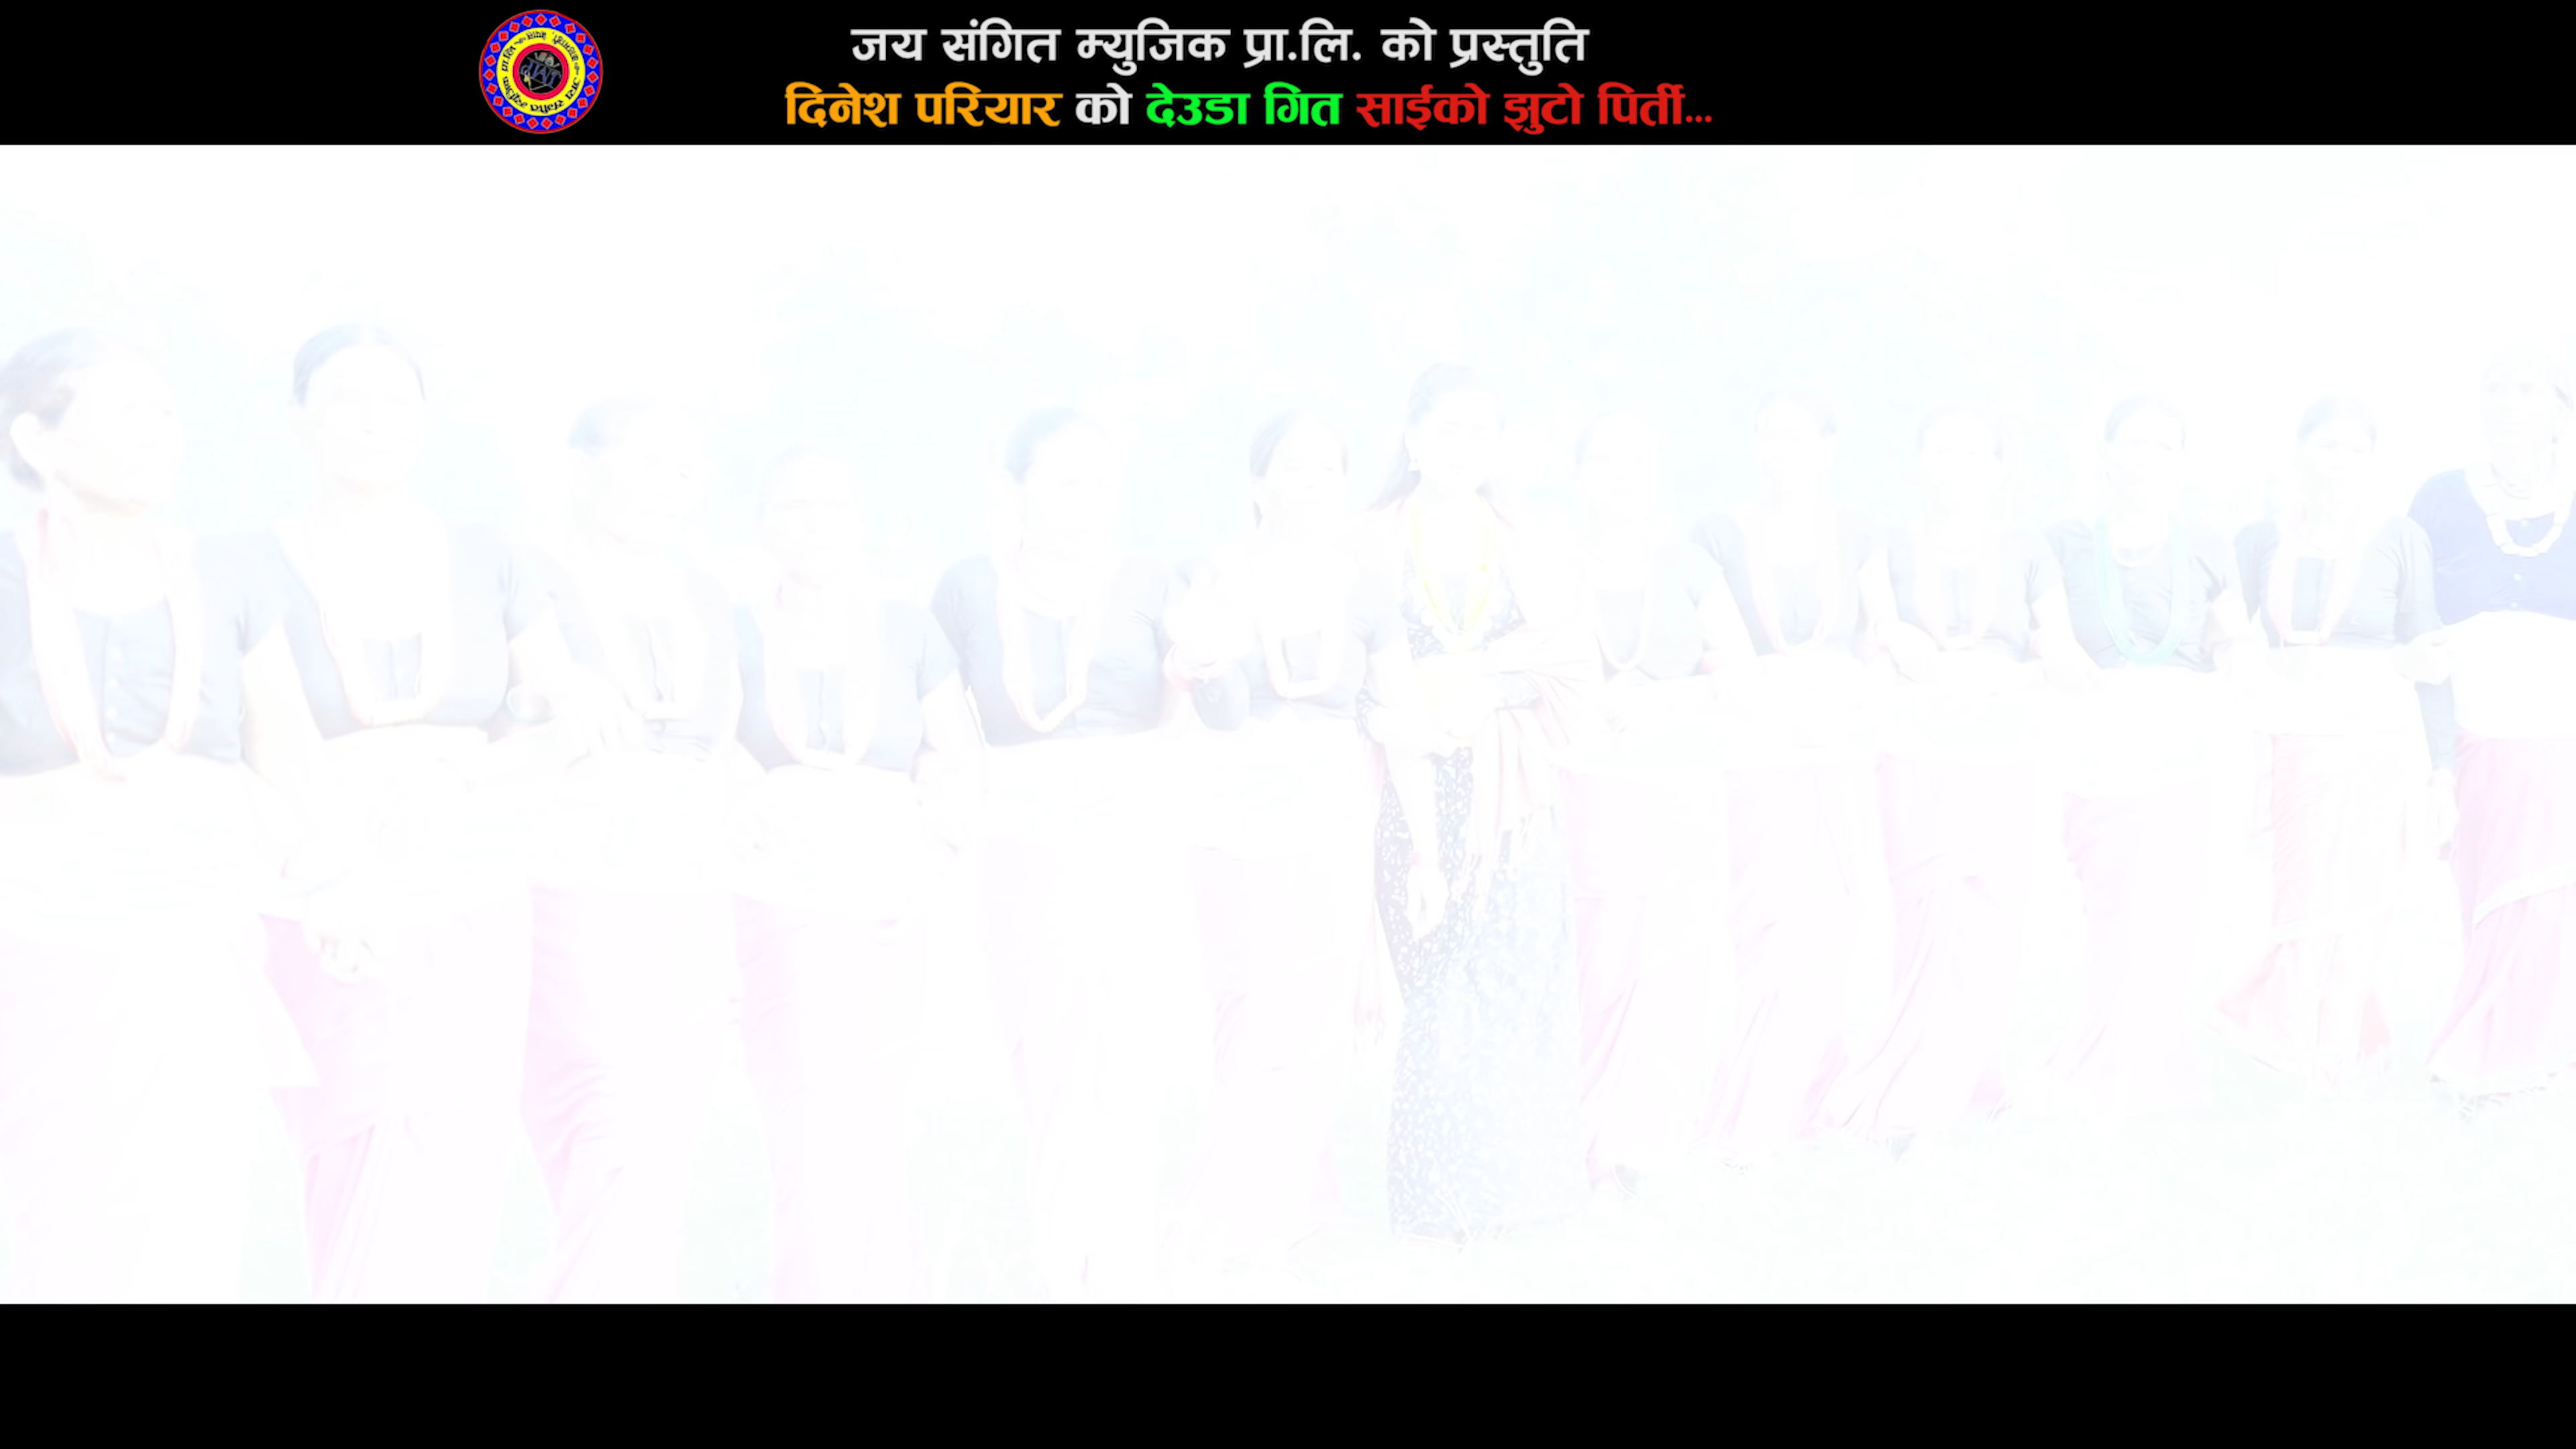 जय संगित म्युजिक प्रा.लि. को प्रस्तुति
दिनेश परियार को देउडा गित साईको झुटो पिर्ती...